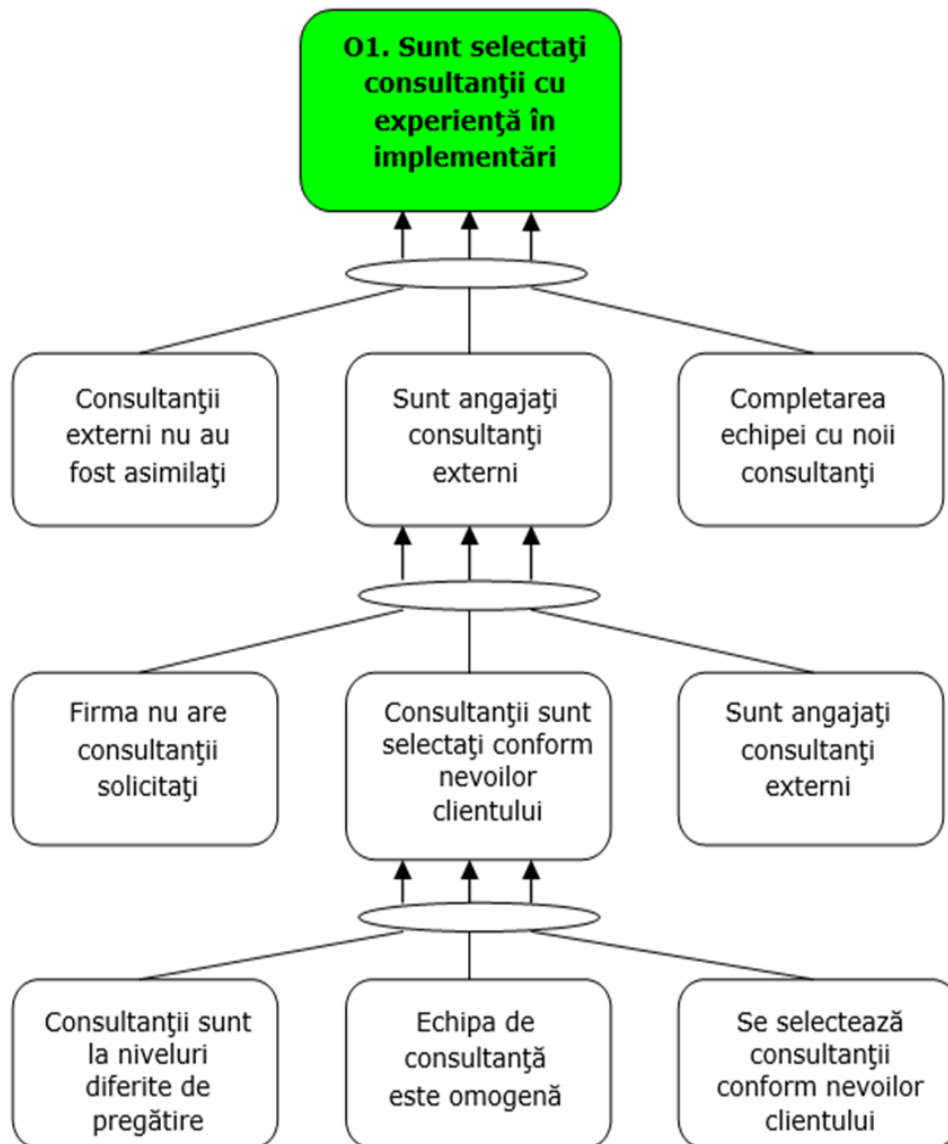 O1. Sunt selectaţi
consultanţii cu
experienţă în
implementări
Consultanţii
externi nu au
fost asimilaţi
Sunt angajaţi
consultanţi
externi
Completarea
echipei cu noii
consultanţi
Firma nu are
consultanţii
solicitaţi
Consultanţii sunt
selectaţi conform
nevoilor
clientului
Sunt angajaţi
consultanţi
externi
Consultanţii sunt
la niveluri
diferite de
pregătire
Echipa de
consultanţă
este omogenă
Se selectează
consultanţii
conform nevoilor
clientului